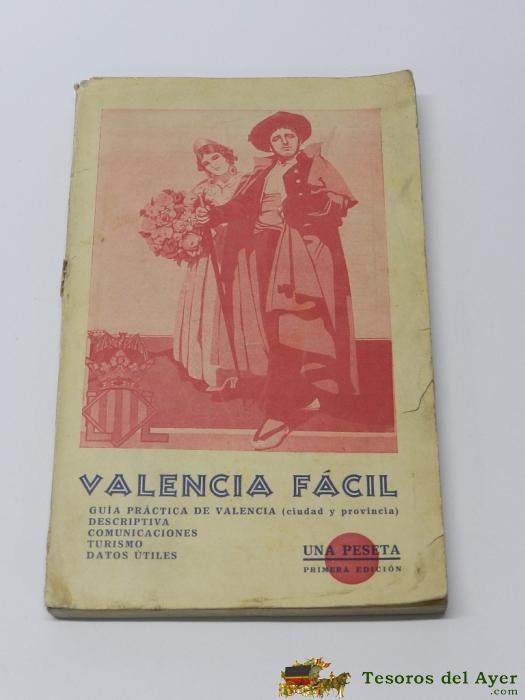 VALENCIA FÁCIL
GUÍA PRÁCTICA DE VALENCIA (ciudad y provincia)
DESCRIPTIVA
COMUNICACIONES
TURISMO
DATOS ÚTILES
UNA PESETA
PRIMERA EDICIÓN
Tesoros del Ayer
.com